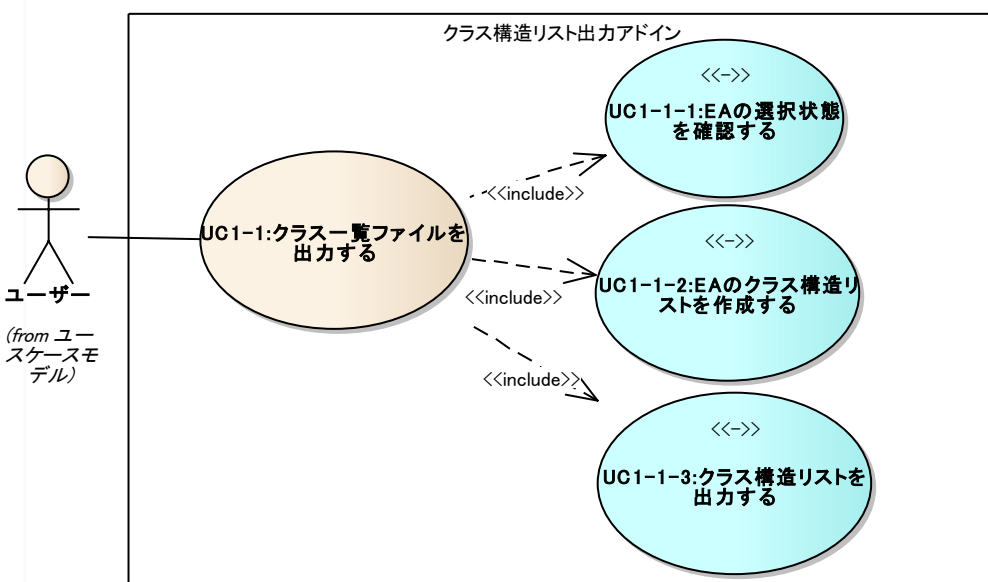 クラス構造リスト出力アドイン
<<->>
UC1-1-1:EAの選択状態
を確認する
<<include>>
UC1-1:クラス一覧ファイルを
出力する
<<->>
UC1-1-2:EAのクラス構造リ
ストを作成する
<<include>>
ユーザー
(from ユー
スケースモ
デル)
<<include>>
<<->>
UC1-1-3:クラス構造リストを
出力する